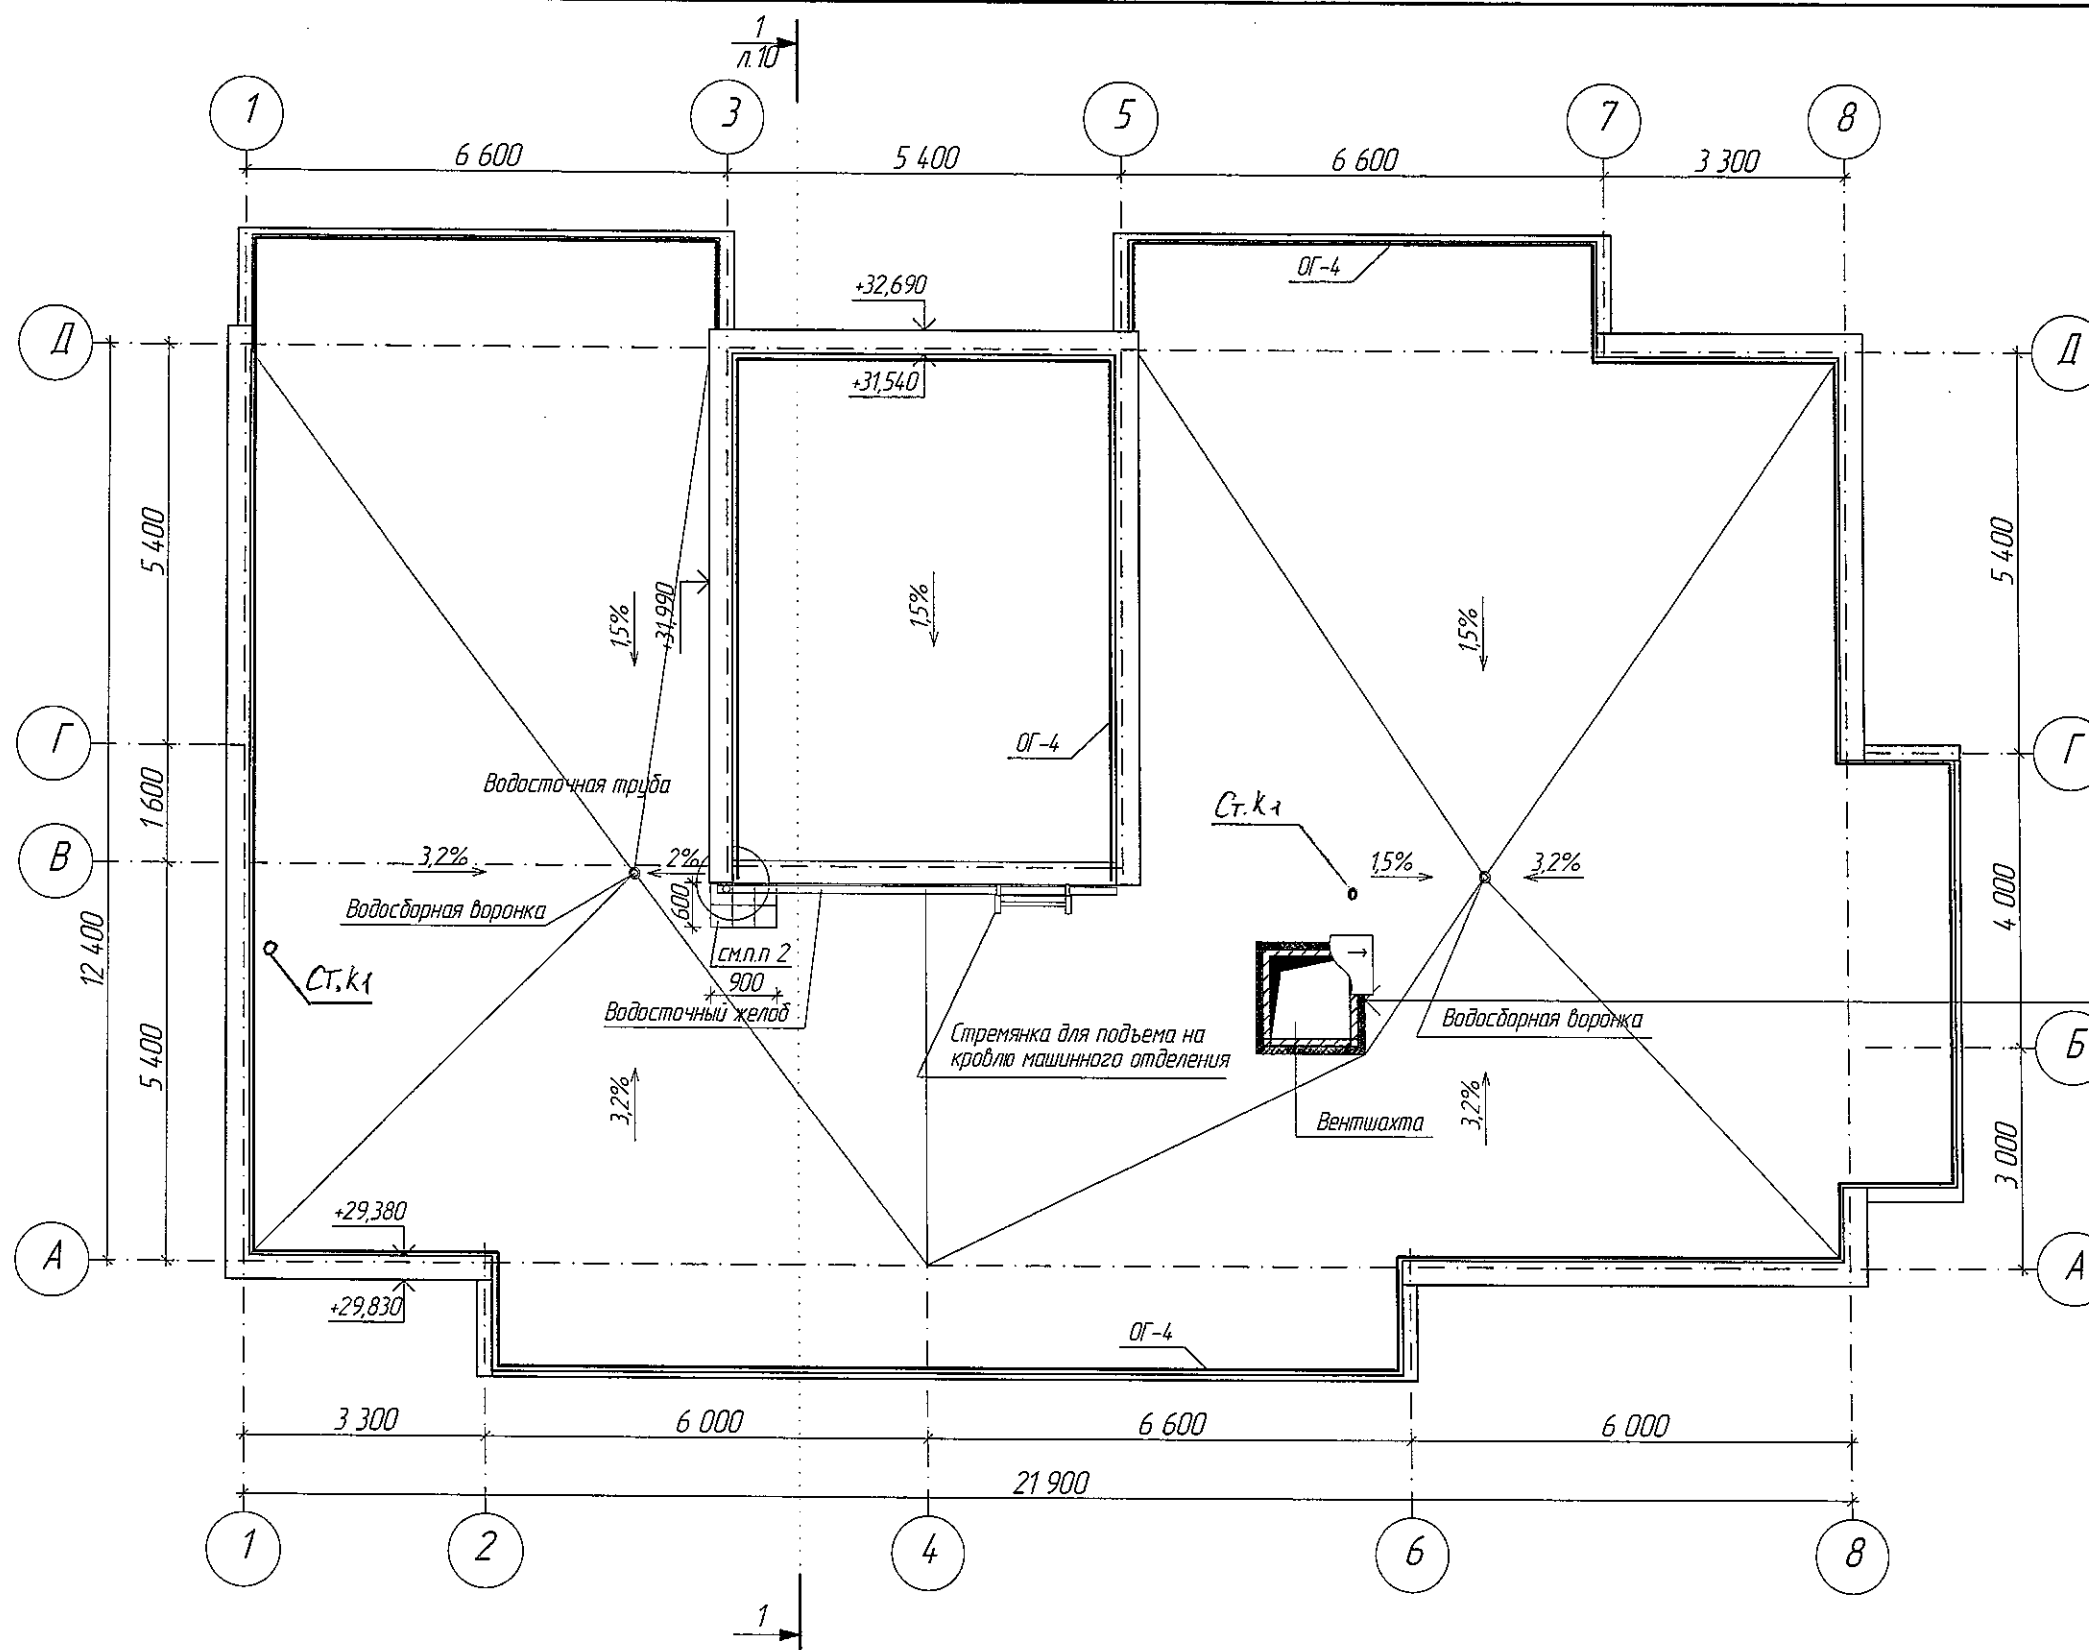 1
л.10
1
3
5
7
8
6 600
5 400
6 600
3 300
ОГ-4
+32,690
Д
Д
+31,540
5 400
1,5%
+31,990
1,5%
1,5%
5 400
Г
ОГ-4
Г
Водосточная труба
1 600
Ст.К1
В
3,2%
2%
1,5%
3,2%
600
Водосборная воронка
4 000
12 400
см.п.п 2
Ст.К1
900
Водосточный желоб
Стремянка для подъема на
кровлю машинного отделения
Водосборная воронка
Б
5 400
3,2%
Вентшахта
3,2%
3 000
+29,380
А
А
+29,830
ОГ-4
3 300
6 000
6 600
6 000
21 900
1
2
4
6
8
1